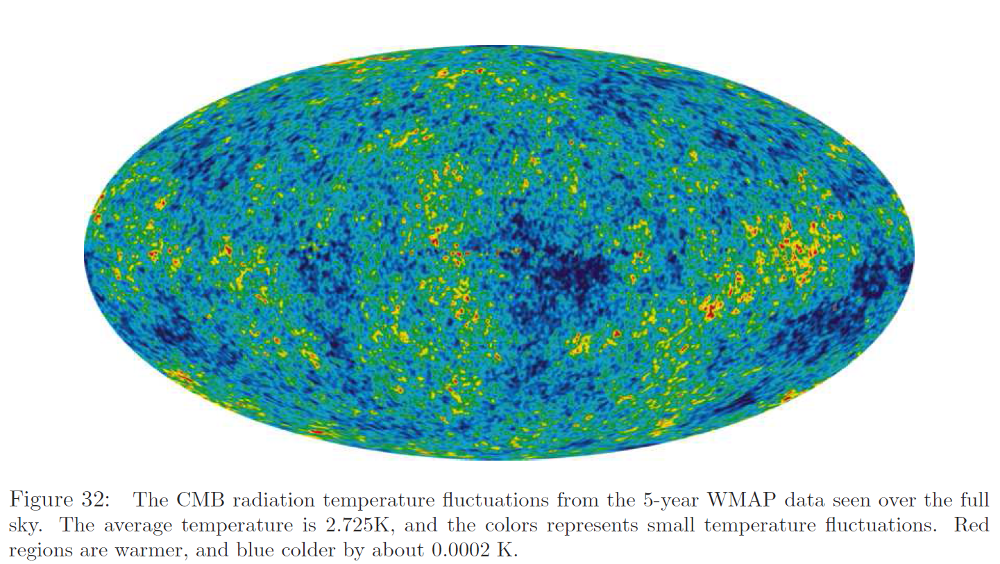 Figure 32: The CMB radiation temperature fluctuations from the 5-year WMAP data seen over the full
sky. The average temperature is 2.725K, and the colors represents small temperature fluctuations. Red
regions are warmer, and blue colder by about 0.0002 K.